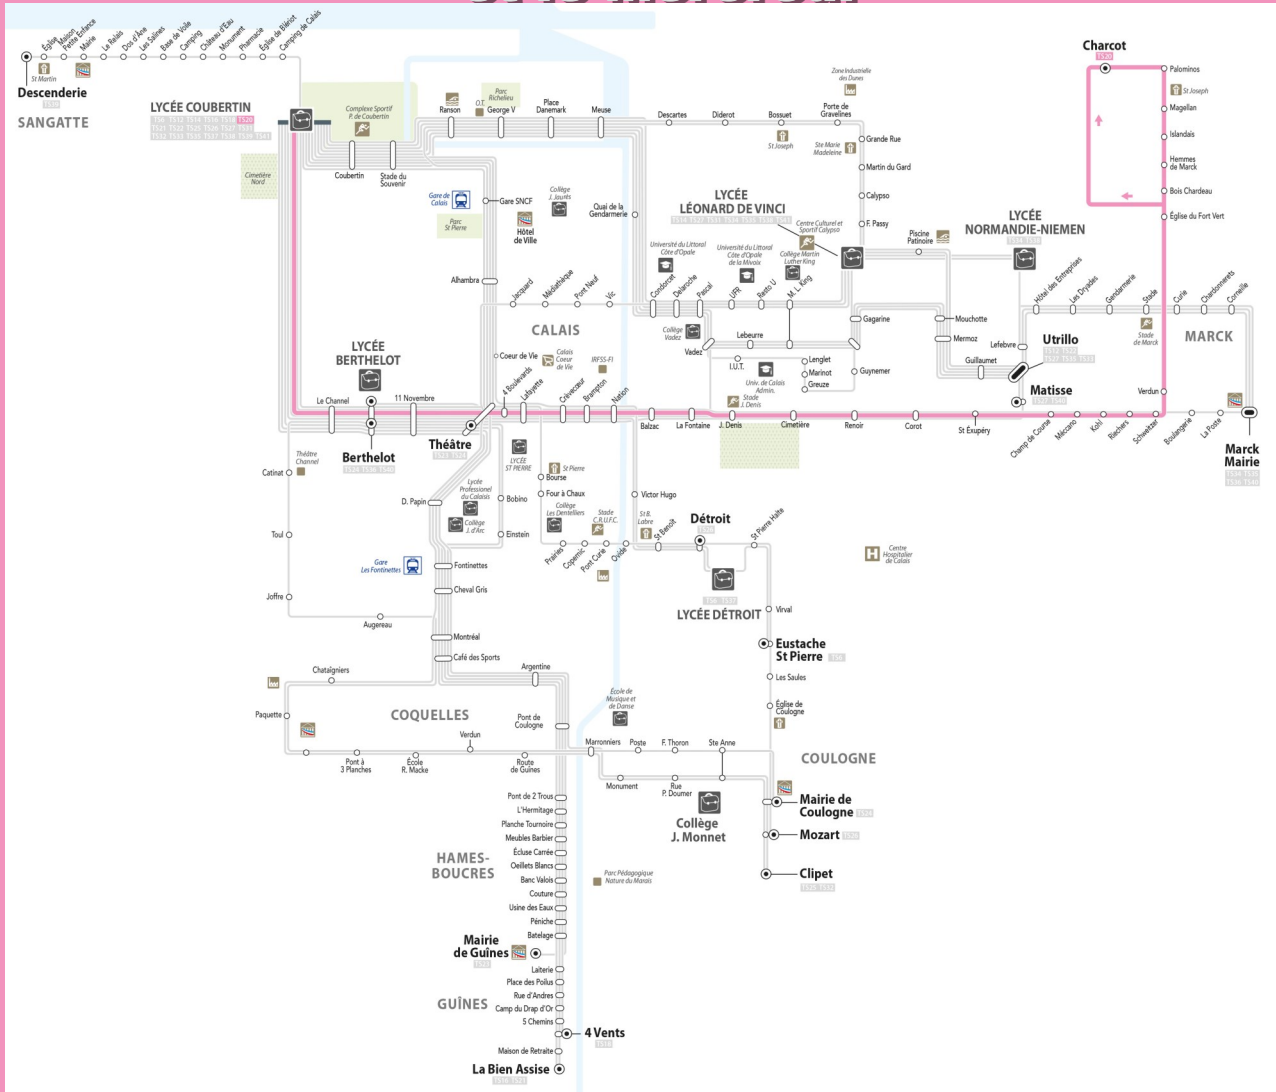 Descenderie
SANGATTE
Église
Maison
Petite Enfance
Mairie
Le Relais
Dos d'Âne
Les Salines
Base de Voile
Camping
Château d'Eau
Monument
Pharmacie
Église de Blériot
Camping de Calais
St Martin
LYCÉE COUBERTIN
Complexe Sportif
P. de Coubertin
Cimetière
Nord
Coubertin
Stade du
Souvenir
Ranson
O.T.
Parc
Richelieu
George V
Place
Danemark
Meuse
Descartes
Diderot
Bossuet
St Joseph
Zone Industrielle
des Dunes
Porte de
Gravelines
Ste Marie
Madeleine
Grande Rue
Martin du Gard
Calypso
F. Passy
Charcot
TS20
Palominos
St Joseph
Magellan
Islandais
Hemmes
de Marck
Bois Chardeau
Église du Fort Vert
Gare de
Calais
Gare SNCF
Parc
St Pierre
Hôtel
de Ville
Collège
J. Jaurès
Quai de la
Gendarmerie
LYCÉE
LÉONARD DE VINCI
Centre Culturel et
Sportif Calypso
Piscine
Patinoire
LYCÉE
NORMANDIE-NIEMEN
Université du Littoral
Côte d'Opale
Université du Littoral
Côte d'Opale
de la Mivoix
Collège Martin
Luther King
Alhambra
Jacquard
Médiathèque
Pont Neuf
Vic
Condorcet
Delaroche
Pascal
UFR
Resto U
M. L. King
CALAIS
Collège
Vadez
Vadez
Lebeurre
Gagarine
Mouchotte
Mermoz
Guillaumet
Lefebvre
Hôtel des Entreprises
Les Dryades
Gendarmerie
Stade
Curie
Chardonnerets
Corneille
Stade
de Marck
MARCK
Utrillo
Matisse
LYCÉE
BERTHELOT
Coeur de Vie
Calais
Coeur
de Vie
IRFSS-FI
I.U.T.
Univ. de Calais
Admin.
Lenglet
Marinot
Greuze
Guynemer
Stade
J. Denis
Verdun
Le Channel
11 Novembre
Berthelot
Théâtre
4 Boulevards
Lafayette
Crèvecœur
Brampton
Nation
Balzac
La Fontaine
J. Denis
Cimetière
Renoir
Corot
St Exupéry
Champ de Course
Méccano
Kohl
Riechers
Schweitzer
Boulangerie
La Poste
Marck
Mairie
Théâtre
Channel
Catinat
Toul
Joffre
Augereau
LYCÉE
ST PIERRE
St Pierre
Bourse
Four à Chaux
Lycée
Professionel
du Calaisis
Collège
J. d'Arc
D. Papin
Bobino
Einstein
Collège
Les Dentelliers
Stade
C.R.U.F.C.
Victor Hugo
St B.
Labre
Prairies
Copernic
Pont Curie
Ovide
St Benoît
Détroit
St Pierre Halte
Centre
Hospitalier
de Calais
LYCÉE DÉTROIT
Virval
Eustache
St Pierre
Les Saules
Église de
Coulogne
Gare
Les Fontinettes
Fontinettes
Cheval Gris
Montréal
Café des Sports
Argentine
Chataîgniers
Paquette
COQUELLES
Pont de
Coulogne
École de
Musique et
de Danse
Pont à
3 Planches
École
R. Macke
Verdun
Route
de Guînes
Marronniers
Poste
F. Thoron
Ste Anne
Monument
Rue
P. Doumer
COULOGNE
Collège
J. Monnet
Mairie de
Coulogne
Mozart
Clipet
Pont de 2 Trous
L'Hermitage
Planche Tournoire
Meubles Barbier
Écluse Carrée
Oeillets Blancs
Banc Valois
Couture
Usine des Eaux
Péniche
Batelage
HAMES-
BOUCRES
Parc Pédagogique
Nature du Marais
Mairie
de Guînes
Laiterie
Place des Poilus
Rue d'Andres
Camp du Drap d'Or
5 Chemins
GUÎNES
4 Vents
Maison de Retraite
La Bien Assise